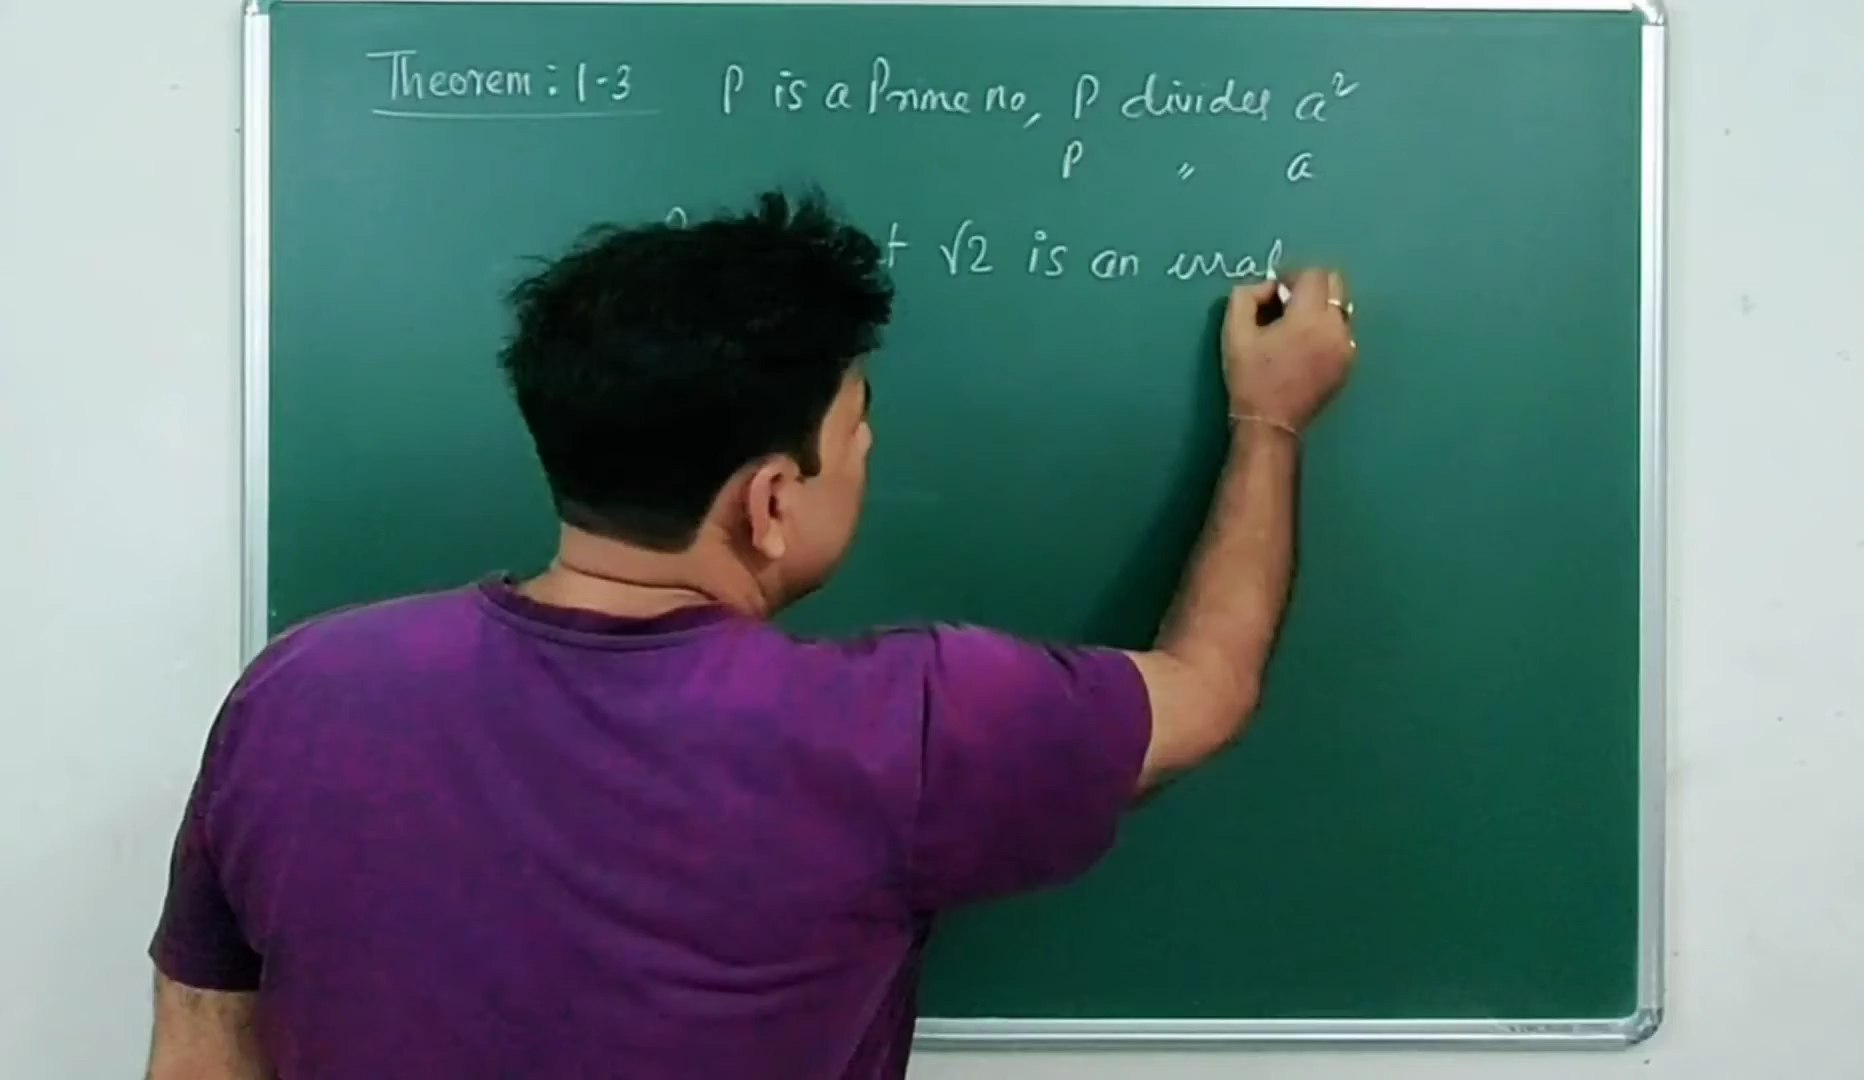 Theorem: 1-3 P is a Prime no, P divides a²
P " a
√2 is an irrat